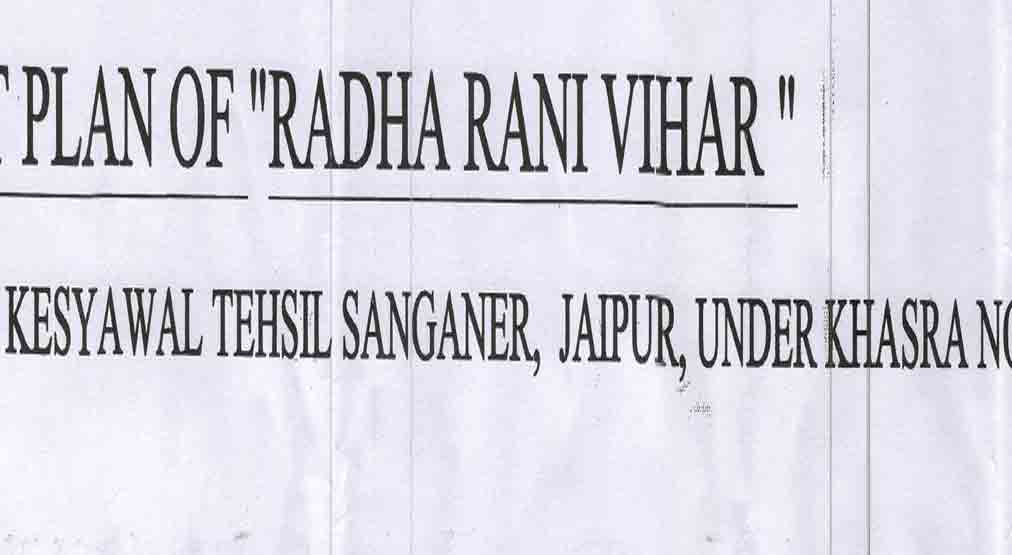 T PLAN OF "RADHA RANI VIHAR "
KESYAWAL TEHSIL SANGANER, JAIPUR, UNDER KHASRA NO